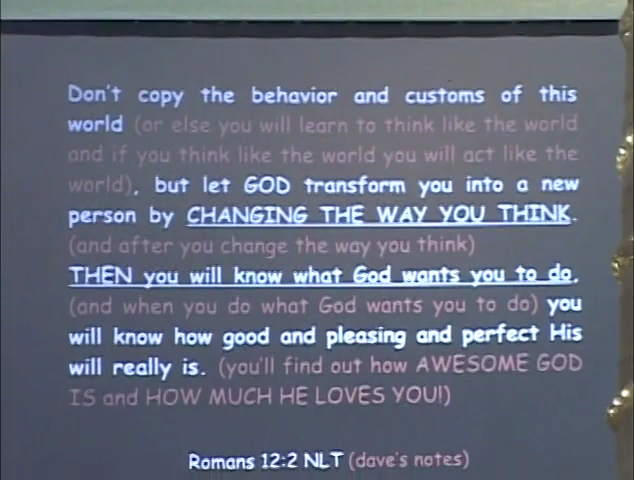 Don't copy the behavior and customs of this
world (or else you will learn to think like the world
and if you think like the world you will act like the
world), but let GOD transform you into a new
person by CHANGING THE WAY YOU THINK.
(and after you change the way you think)
THEN you will know what God wants you to do,
(and when you do what God wants you to do) you
will know how good and pleasing and perfect His
will really is. (you'll find out how AWESOME GOD
IS and HOW MUCH HE LOVES YOU!)
Romans 12:2 NLT (dave's notes)